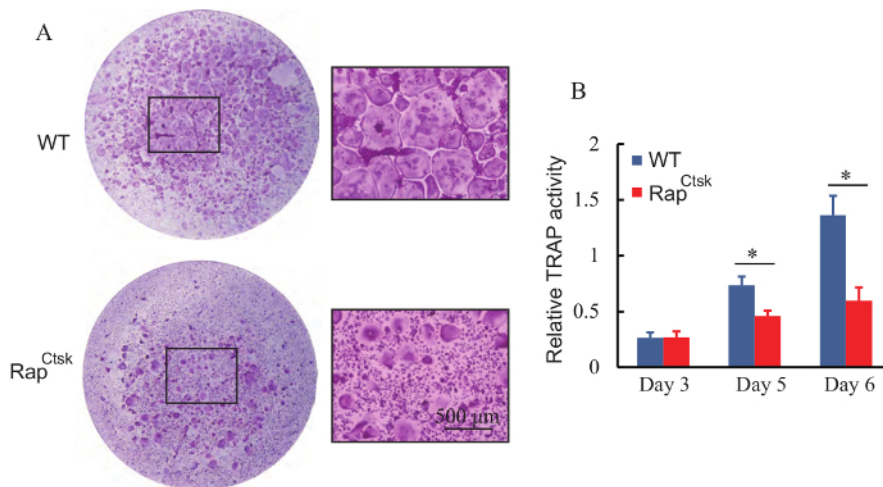 A
WT
Rap^Ctsk
500 µm
B
Relative TRAP activity
2
1.5
1
0.5
0
WT
Rap^Ctsk
*
*
Day 3
Day 5
Day 6